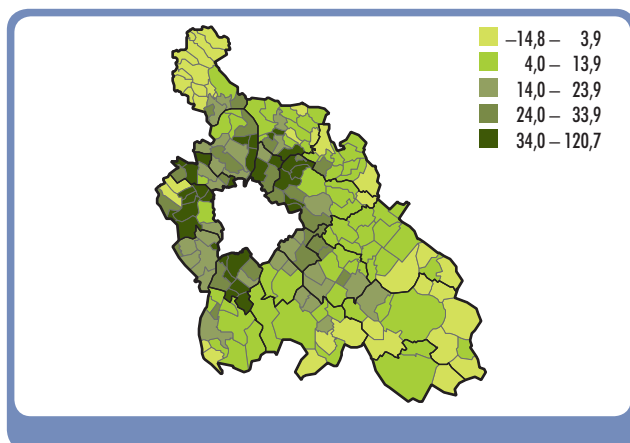 –14,8 – 3,9
4,0 – 13,9
14,0 – 23,9
24,0 – 33,9
34,0 – 120,7